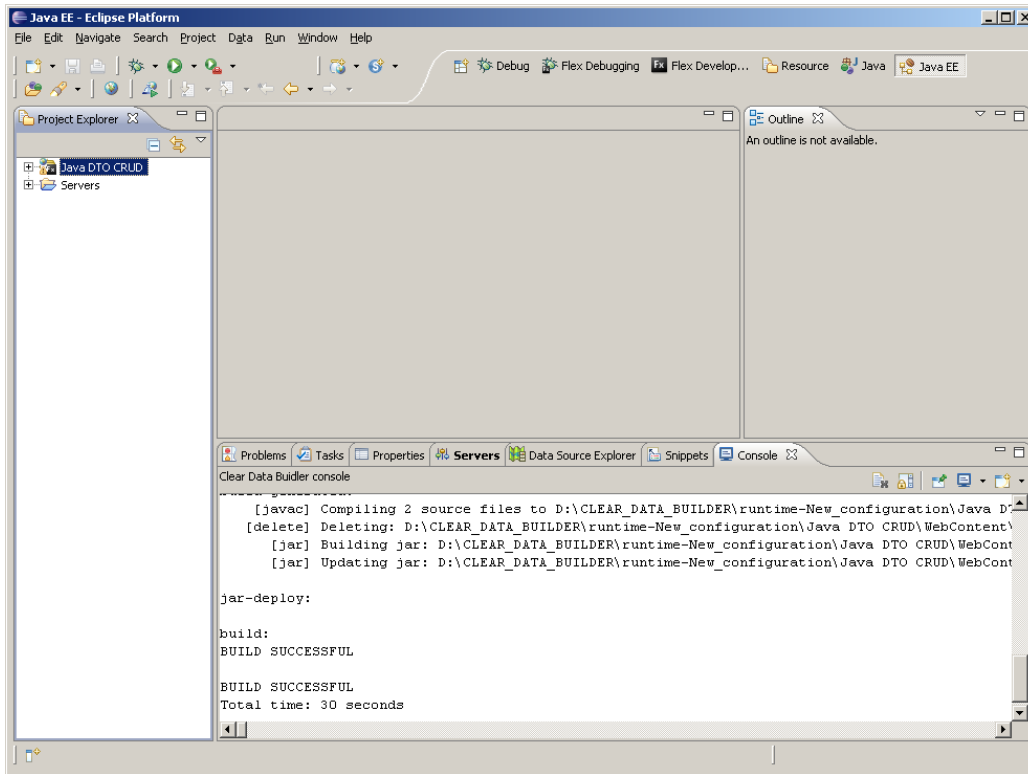 Java EE - Eclipse Platform
File Edit Navigate Search Project Data Run Window Help
Debug Flex Debugging Flex Develop... Resource Java Java EE
Project Explorer
Outline
An outline is not available.
Java DTO CRUD
Servers
Problems Tasks Properties Servers Data Source Explorer Snippets Console
Clear Data Buidler console
[javac] Compiling 2 source files to D:\CLEAR_DATA_BUILDER\runtime-New_configuration\Java
[delete] Deleting: D:\CLEAR_DATA_BUILDER\runtime-New_configuration\Java DTO CRUD\WebContent\
[jar] Building jar: D:\CLEAR_DATA_BUILDER\runtime-New_configuration\Java DTO CRUD\WebCont
[jar] Updating jar: D:\CLEAR_DATA_BUILDER\runtime-New_configuration\Java DTO CRUD\WebCont
jar-deploy:
build:
BUILD SUCCESSFUL
BUILD SUCCESSFUL
Total time: 30 seconds